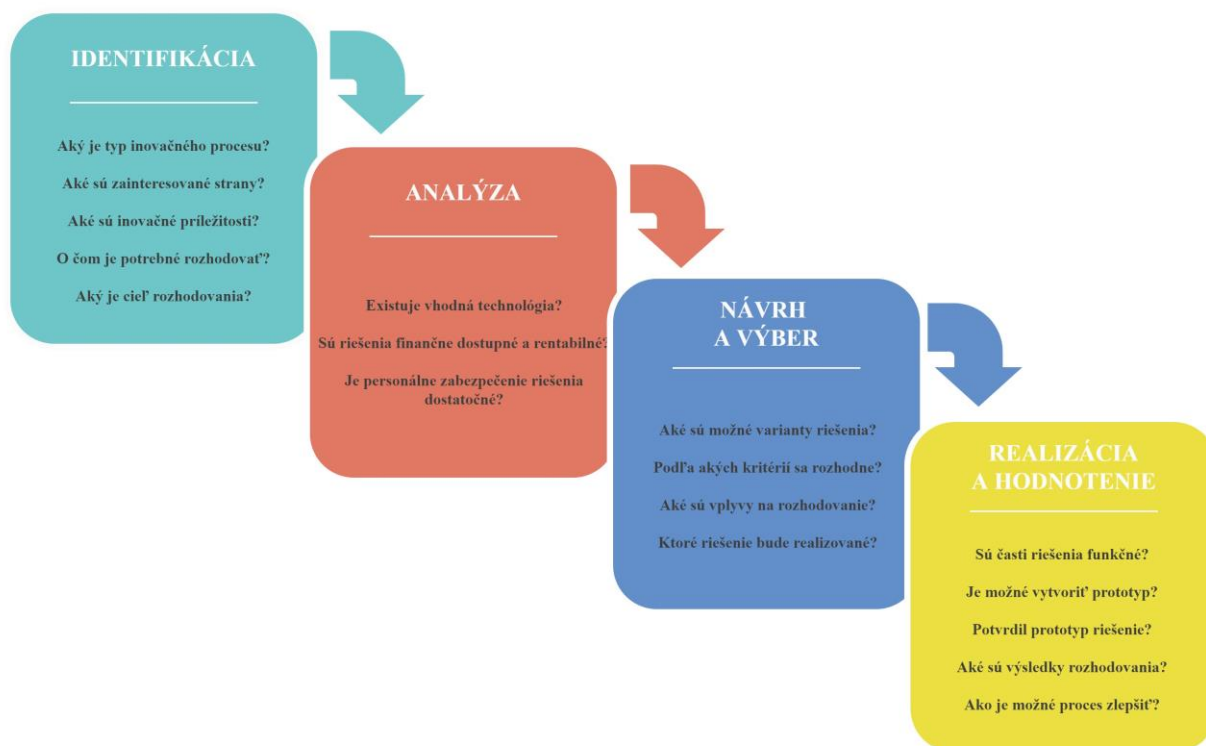 IDENTIFIKÁCIA
Aký je typ inovačného procesu?
Aké sú zainteresované strany?
Aké sú inovačné príležitosti?
O čom je potrebné rozhodovať?
Aký je cieľ rozhodovania?
ANALÝZA
Existuje vhodná technológia?
Sú riešenia finančne dostupné a rentabilné?
Je personálne zabezpečenie riešenia
dostatočné?
NÁVRH
A VÝBER
Aké sú možné varianty riešenia?
Podľa akých kritérií sa rozhodne?
Aké sú vplyvy na rozhodovanie?
Ktoré riešenie bude realizované?
REALIZÁCIA
A HODNOTENIE
Sú časti riešenia funkčné?
Je možné vytvoriť prototyp?
Potvrdil prototyp riešenie?
Aké sú výsledky rozhodovania?
Ako je možné proces zlepšiť?